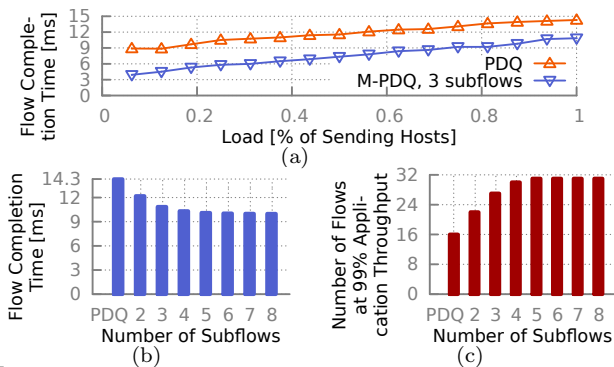 Flow Comple-
tion Time [ms]
15
12
9
6
3
0
PDQ
M-PDQ, 3 subflows
0 0.2 0.4 0.6 0.8 1
Load [% of Sending Hosts]
(a)
Flow Completion
Time [ms]
14.3
12
9
6
3
0
PDQ 2 3 4 5 6 7 8
Number of Subflows
(b)
Number of Flows
at 99% Appli-
cation Throughput
32
24
16
8
0
PDQ 2 3 4 5 6 7 8
Number of Subflows
(c)